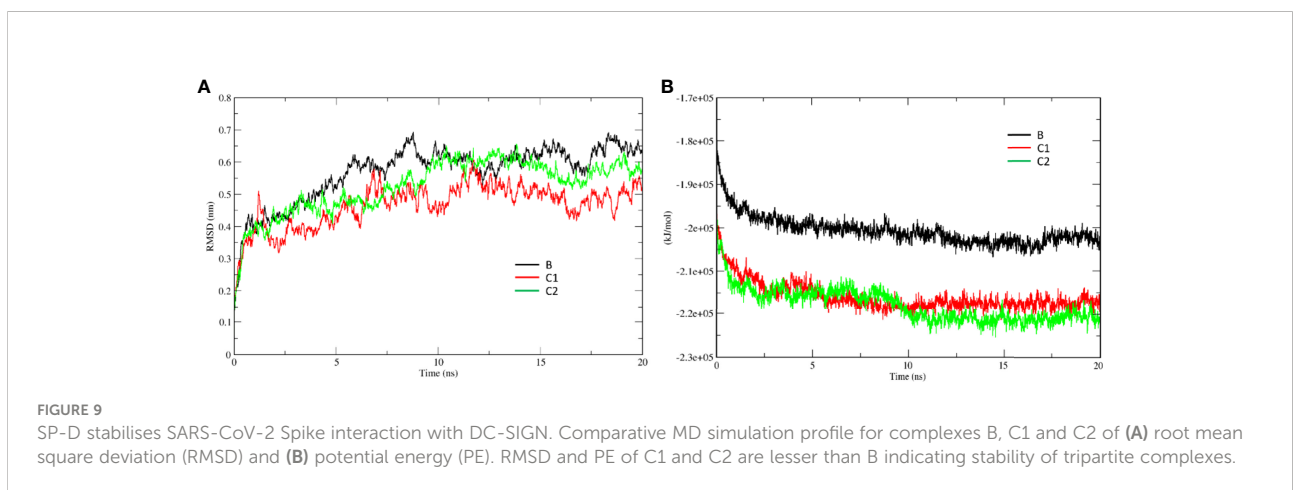 A
0.8
0.7
0.6
0.5
0.4
0.3
0.2
0.1
0
RMSD (nm)
B
C1
C2
0
5
10
15
20
Time (ns)
B
-1.7e+05
-1.8e+05
-1.9e+05
-2e+05
-2.1e+05
-2.2e+05
-2.3e+05
(kJ/mol)
B
C1
C2
0
5
10
15
20
Time (ns)
FIGURE 9
SP-D stabilises SARS-CoV-2 Spike interaction with DC-SIGN. Comparative MD simulation profile for complexes B, C1 and C2 of (A) root mean
square deviation (RMSD) and (B) potential energy (PE). RMSD and PE of C1 and C2 are lesser than B indicating stability of tripartite complexes.